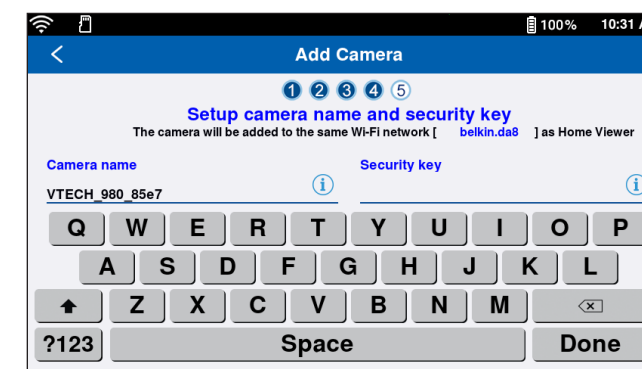 100% 10:31 A
Add Camera
1 2 3 4 5
Setup camera name and security key
The camera will be added to the same Wi-Fi network [ belkin.da8 ] as Home Viewer
Camera name Security key
VTECH_980_85e7
Q W E R T Y U I O P
A S D F G H J K L
Z X C V B N M
?123 Space Done